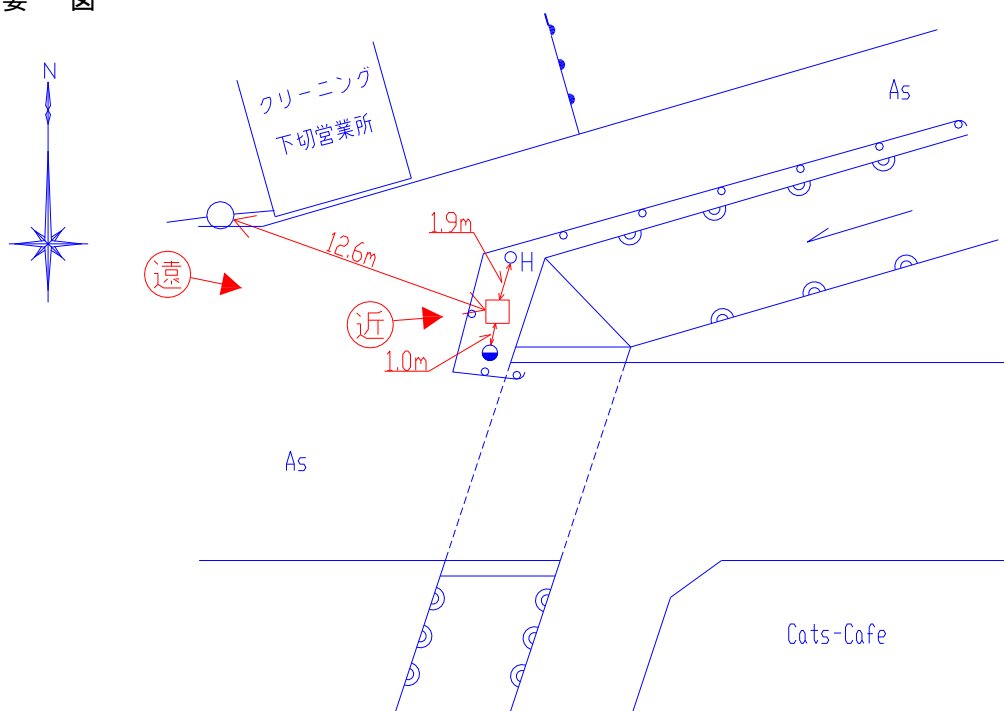 要 図
N
クリーニング
下切営業所
As
1.9m
12.6m
H
遠
近
1.0m
As
Cats-Cafe